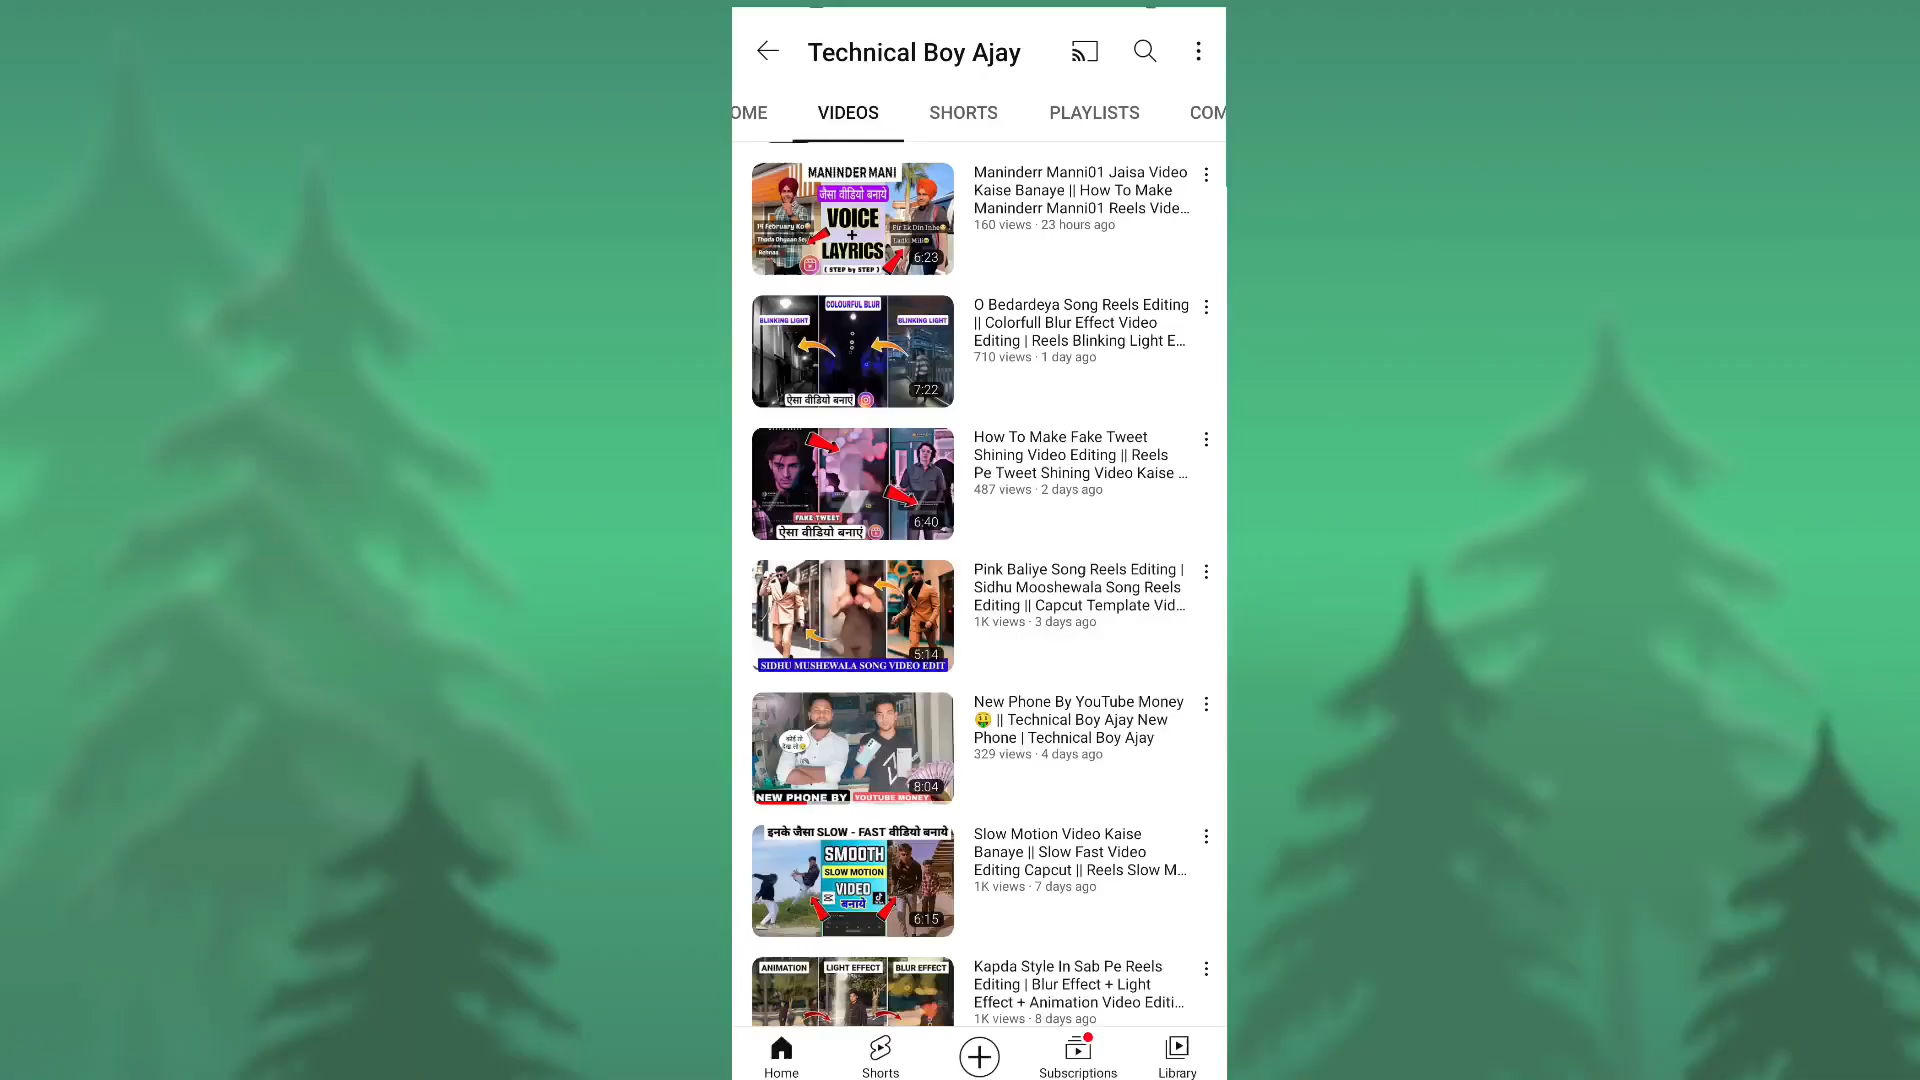 Technical Boy Ajay
OME
VIDEOS
SHORTS
PLAYLISTS
COM
MANINDER MANI
जैसा वीडियो बनाये
VOICE
+
LAYRICS
( STEP by STEP )
14 February Ko
Fir Ek Din Inhe
Ladki Mili
6:23
Maninderr Manni01 Jaisa Video
Kaise Banaye || How To Make
Maninderr Manni01 Reels Vide...
160 views · 23 hours ago
COLOURFUL BLUR
BLINKING LIGHT
BLINKING LIGHT
7:22
ऐसा वीडियो बनाएं
O Bedardeya Song Reels Editing
|| Colorfull Blur Effect Video
Editing | Reels Blinking Light E...
710 views · 1 day ago
FAKE TWEET
6:40
ऐसा वीडियो बनाएं
How To Make Fake Tweet
Shining Video Editing || Reels
Pe Tweet Shining Video Kaise ...
487 views · 2 days ago
5:14
SIDHU MUSHEWALA SONG VIDEO EDIT
Pink Baliye Song Reels Editing |
Sidhu Mooshewala Song Reels
Editing || Capcut Template Vid...
1K views · 3 days ago
8:04
NEW PHONE BY YOUTUBE MONEY
New Phone By YouTube Money
🤑 || Technical Boy Ajay New
Phone | Technical Boy Ajay
329 views · 4 days ago
इनके जैसा SLOW - FAST वीडियो बनाये
SMOOTH
SLOW MOTION
VIDEO
बनाये
6:15
Slow Motion Video Kaise
Banaye || Slow Fast Video
Editing Capcut || Reels Slow M...
1K views · 7 days ago
ANIMATION
LIGHT EFFECT
BLUR EFFECT
Kapda Style In Sab Pe Reels
Editing | Blur Effect + Light
Effect + Animation Video Editi...
1K views · 8 days ago
Home
Shorts
Subscriptions
Library